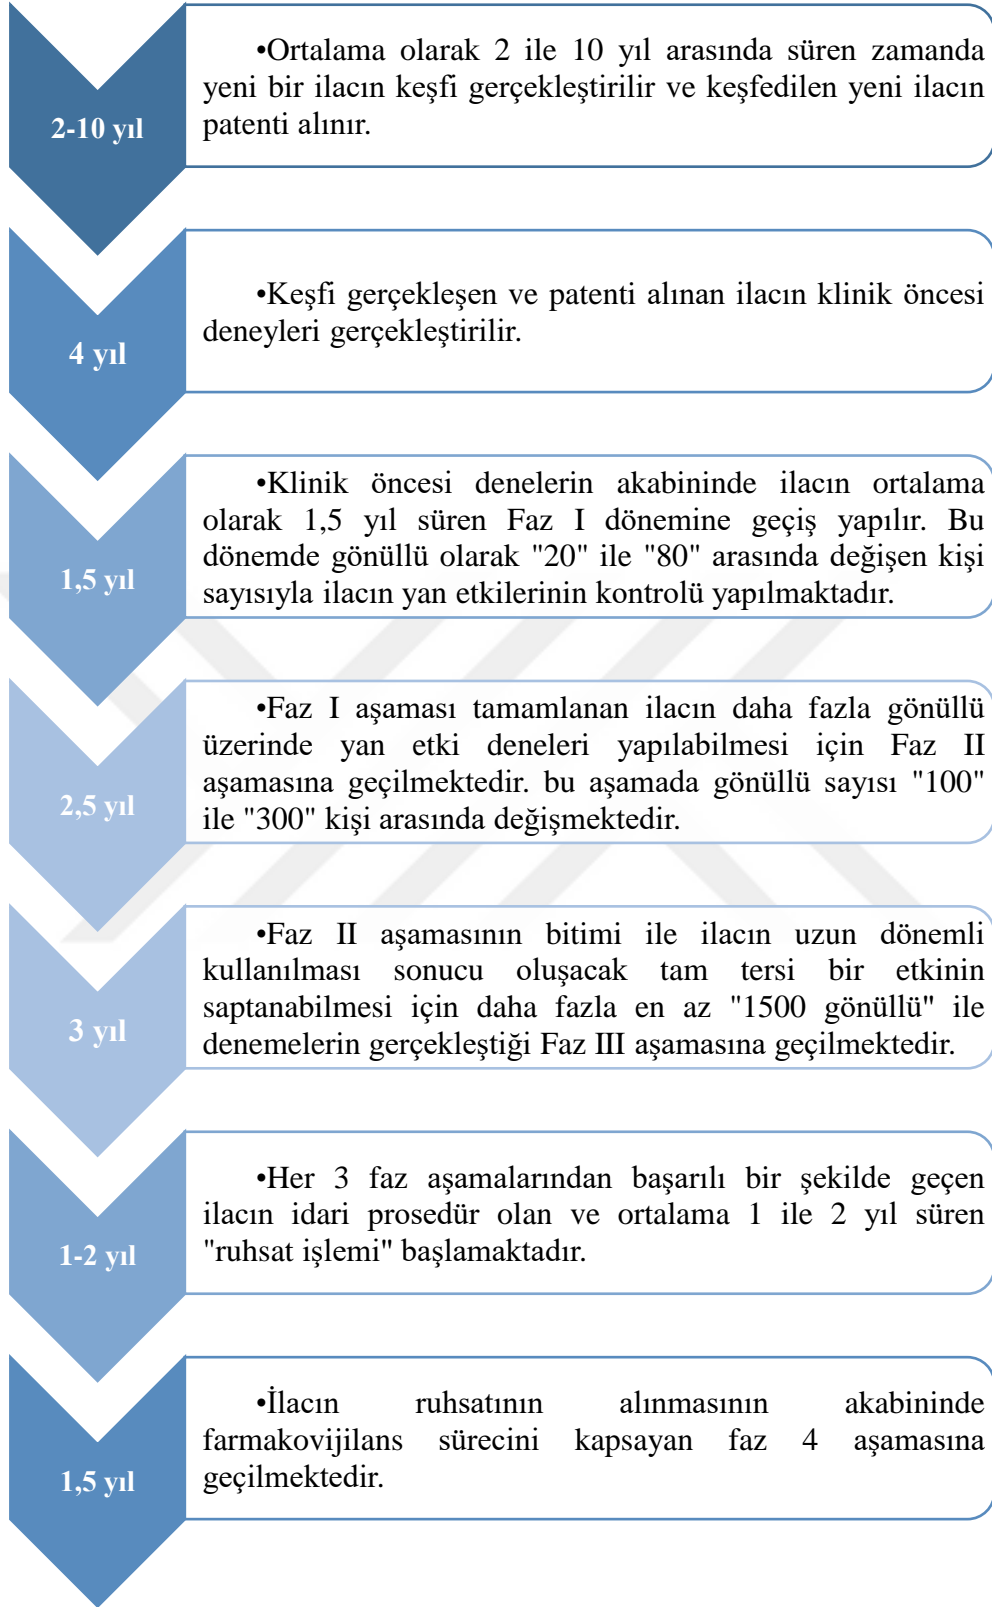 •Ortalama olarak 2 ile 10 yıl arasında süren zamanda
yeni bir ilacın keşfi gerçekleştirilir ve keşfedilen yeni ilacın
patenti alınır.
2-10 yıl
•Keşfi gerçekleşen ve patenti alınan ilacın klinik öncesi
deneyleri gerçekleştirilir.
4 yıl
•Klinik öncesi denelerin akabininde ilacın ortalama
olarak 1,5 yıl süren Faz I dönemine geçiş yapılır. Bu
dönemde gönüllü olarak "20" ile "80" arasında değişen kişi
sayısıyla ilacın yan etkilerinin kontrolü yapılmaktadır.
1,5 yıl
•Faz I aşaması tamamlanan ilacın daha fazla gönüllü
üzerinde yan etki deneleri yapılabilmesi için Faz II
aşamasına geçilmektedir. bu aşamada gönüllü sayısı "100"
ile "300" kişi arasında değişmektedir.
2,5 yıl
•Faz II aşamasının bitimi ile ilacın uzun dönemli
kullanılması sonucu oluşacak tam tersi bir etkinin
saptanabilmesi için daha fazla en az "1500 gönüllü" ile
denemelerin gerçekleştiği Faz III aşamasına geçilmektedir.
3 yıl
•Her 3 faz aşamalarından başarılı bir şekilde geçen
ilacın idari prosedür olan ve ortalama 1 ile 2 yıl süren
"ruhsat işlemi" başlamaktadır.
1-2 yıl
•İlacın ruhsatının alınmasının akabininde
farmakovijilans sürecini kapsayan faz 4 aşamasına
geçilmektedir.
1,5 yıl